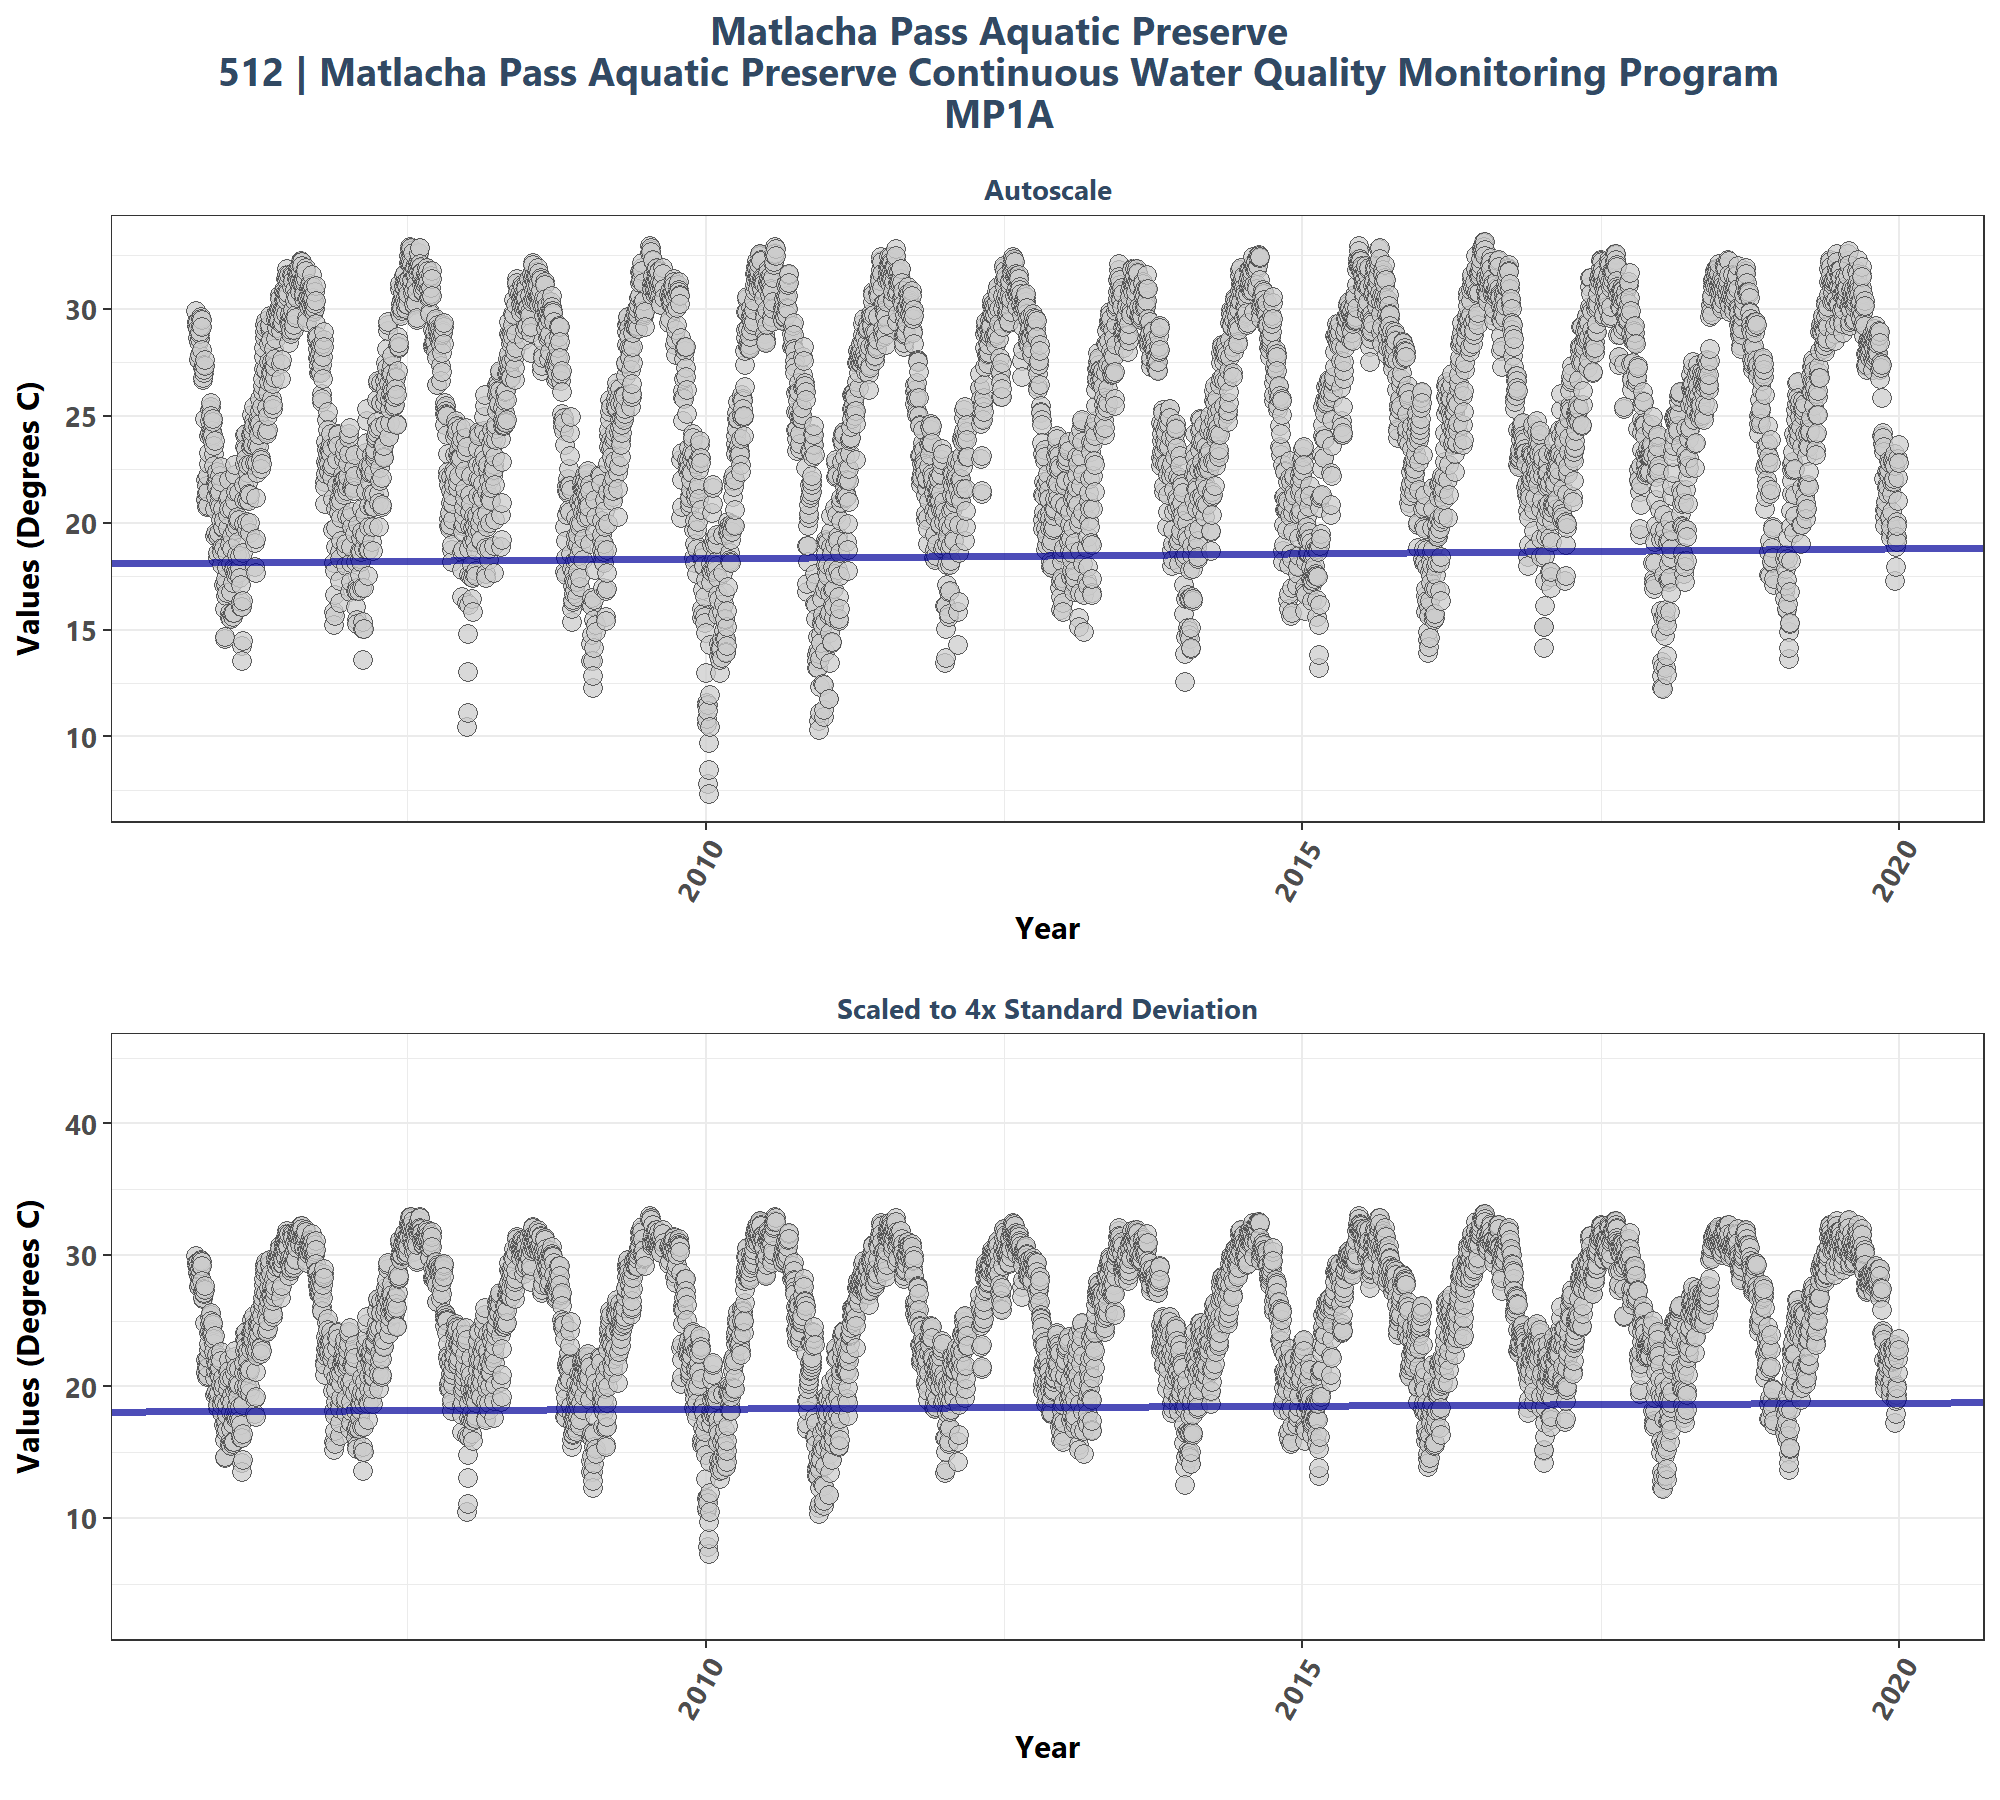 Matlacha Pass Aquatic Preserve
512 | Matlacha Pass Aquatic Preserve Continuous Water Quality Monitoring Program
MP1A
Autoscale
Values (Degrees C)
30
25
20
15
10
2010
2015
2020
Year
Scaled to 4x Standard Deviation
Values (Degrees C)
40
30
20
10
2010
2015
2020
Year